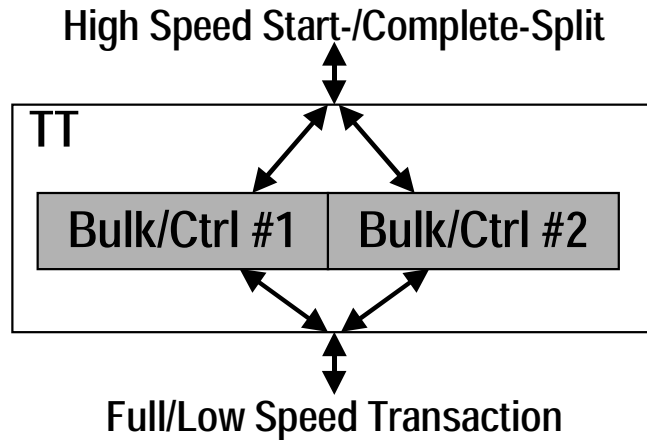 High Speed Start-/Complete-Split
TT
Bulk/Ctrl #1 Bulk/Ctrl #2
Full/Low Speed Transaction